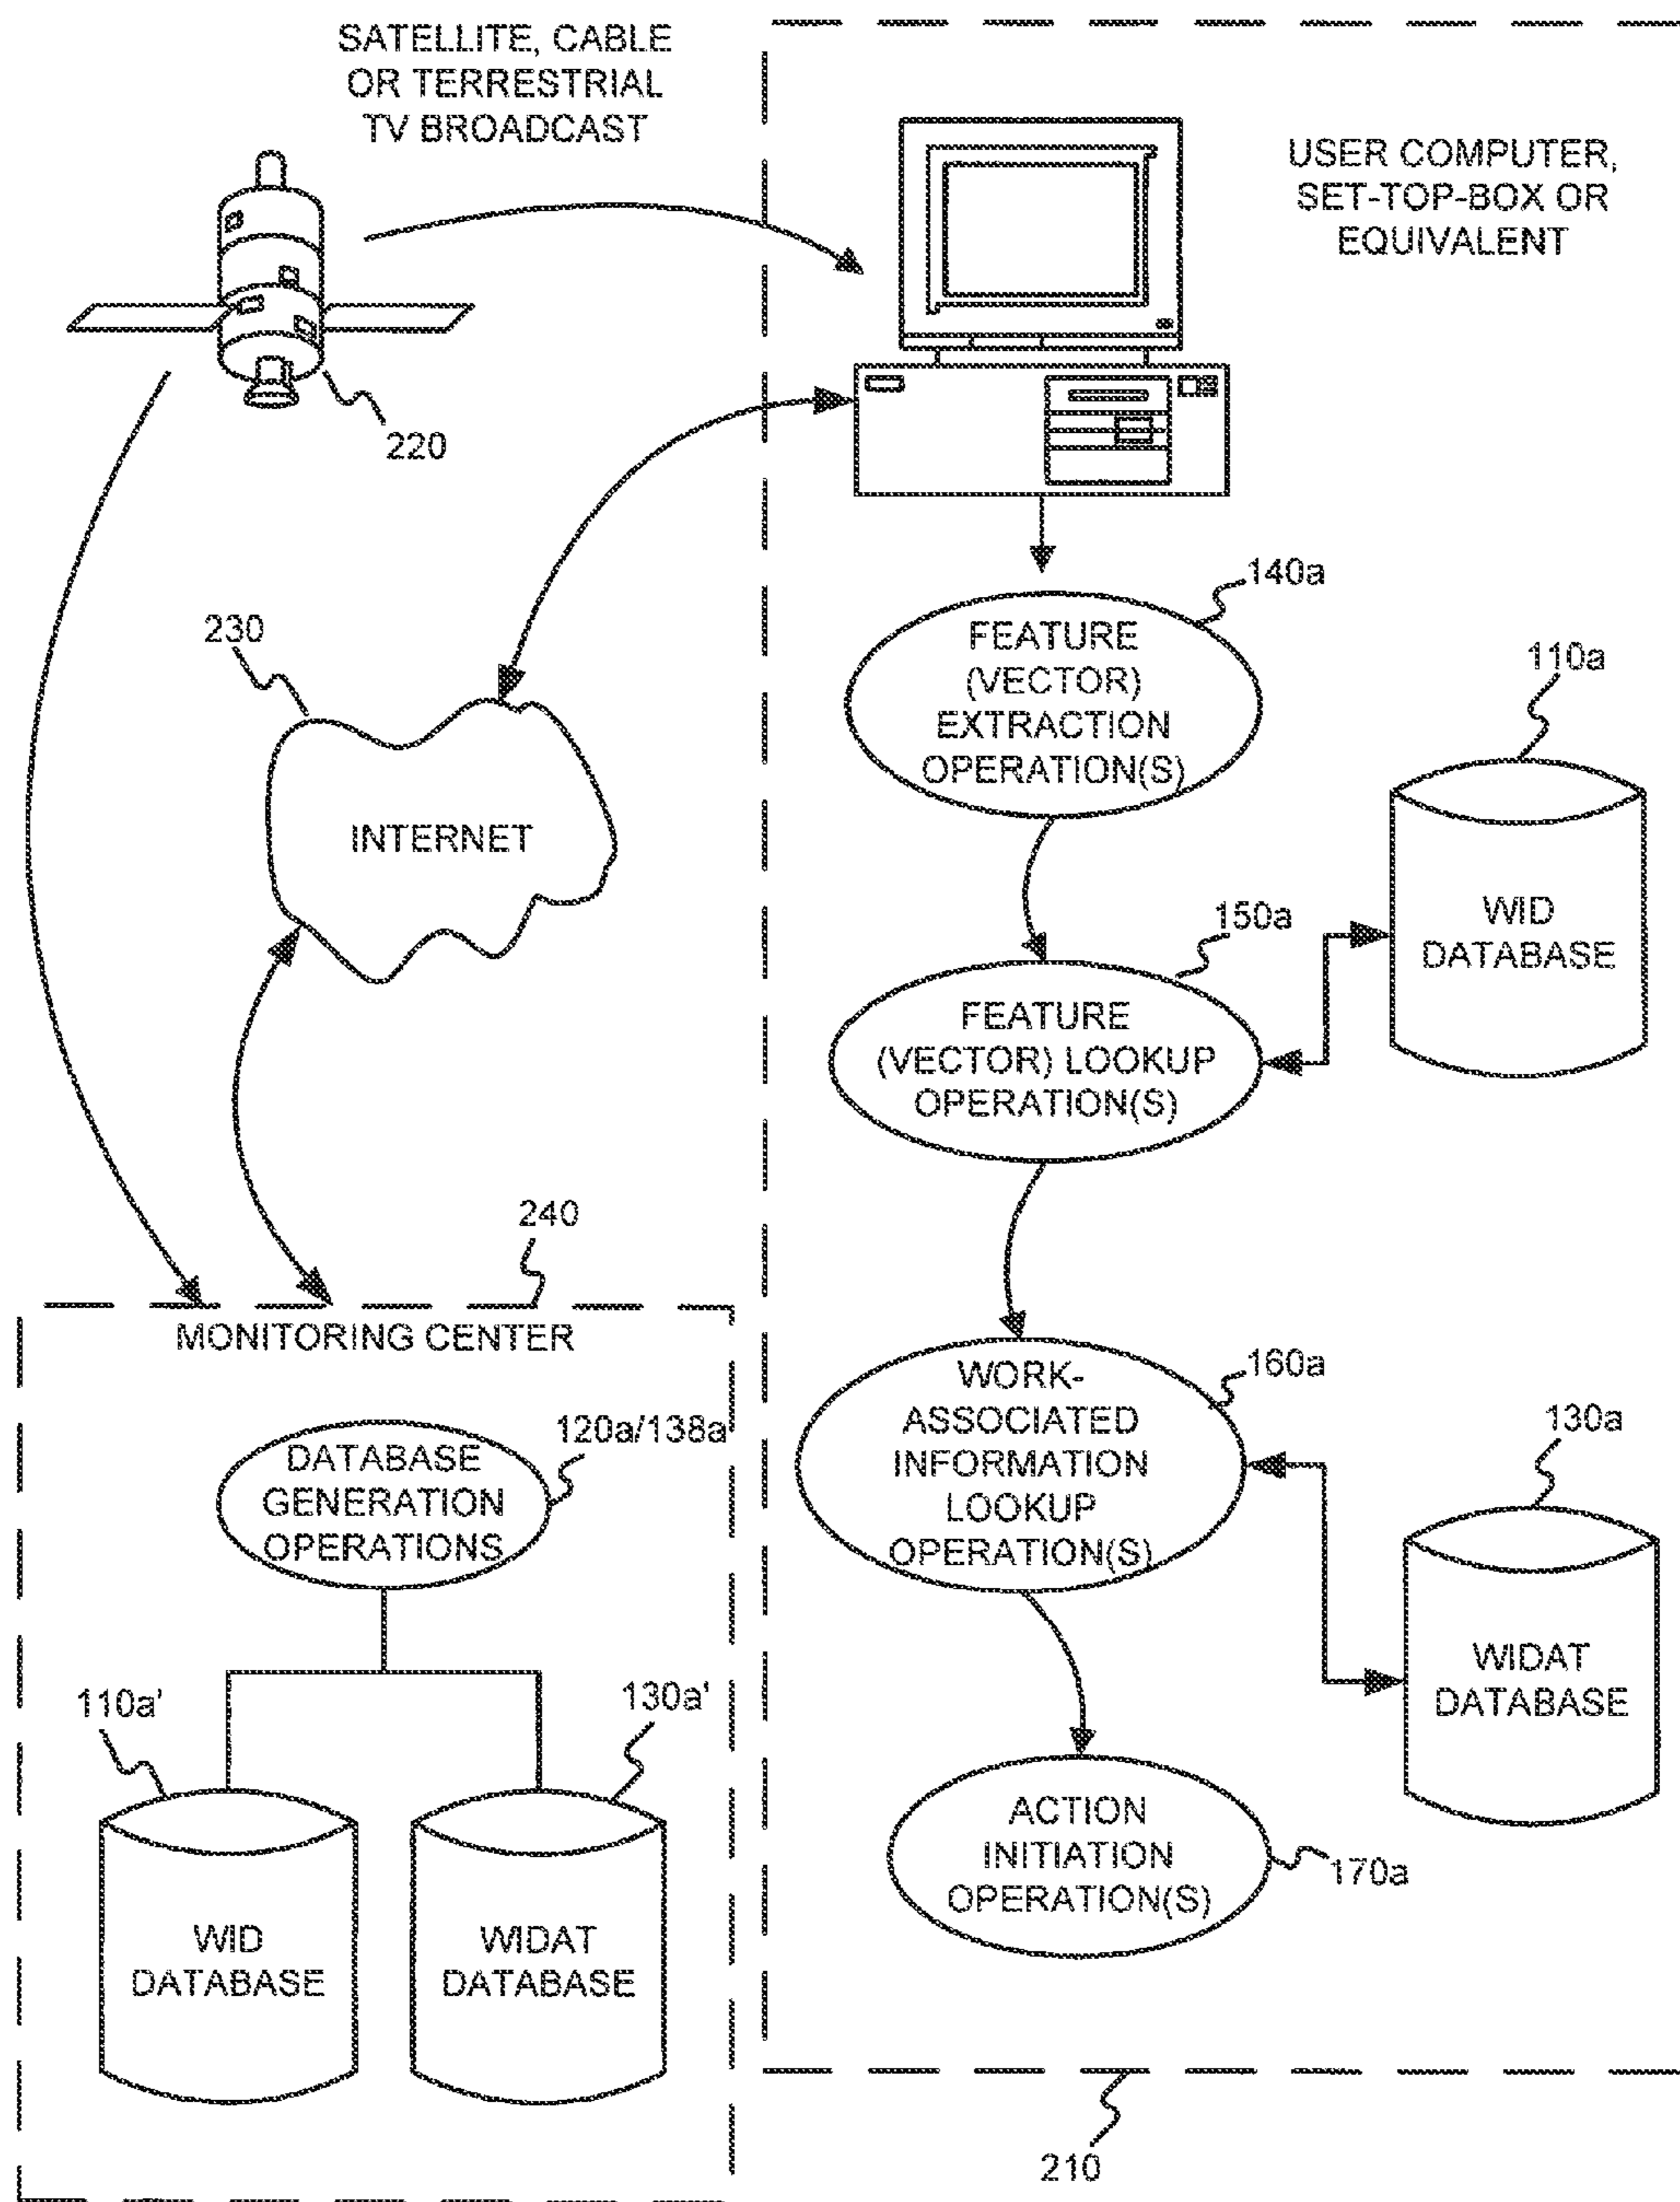 SATELLITE, CABLE
OR TERRESTRIAL
TV BROADCAST
USER COMPUTER,
SET-TOP-BOX OR
EQUIVALENT
220
140a
FEATURE
(VECTOR)
EXTRACTION
OPERATION(S)
230
INTERNET
110a
WID
DATABASE
150a
FEATURE
(VECTOR) LOOKUP
OPERATION(S)
240
MONITORING CENTER
160a
WORK-
ASSOCIATED
INFORMATION
LOOKUP
OPERATION(S)
130a
WIDAT
DATABASE
120a/138a
DATABASE
GENERATION
OPERATIONS
110a'
130a'
WID
DATABASE
WIDAT
DATABASE
ACTION
INITIATION
OPERATION(S)
170a
210